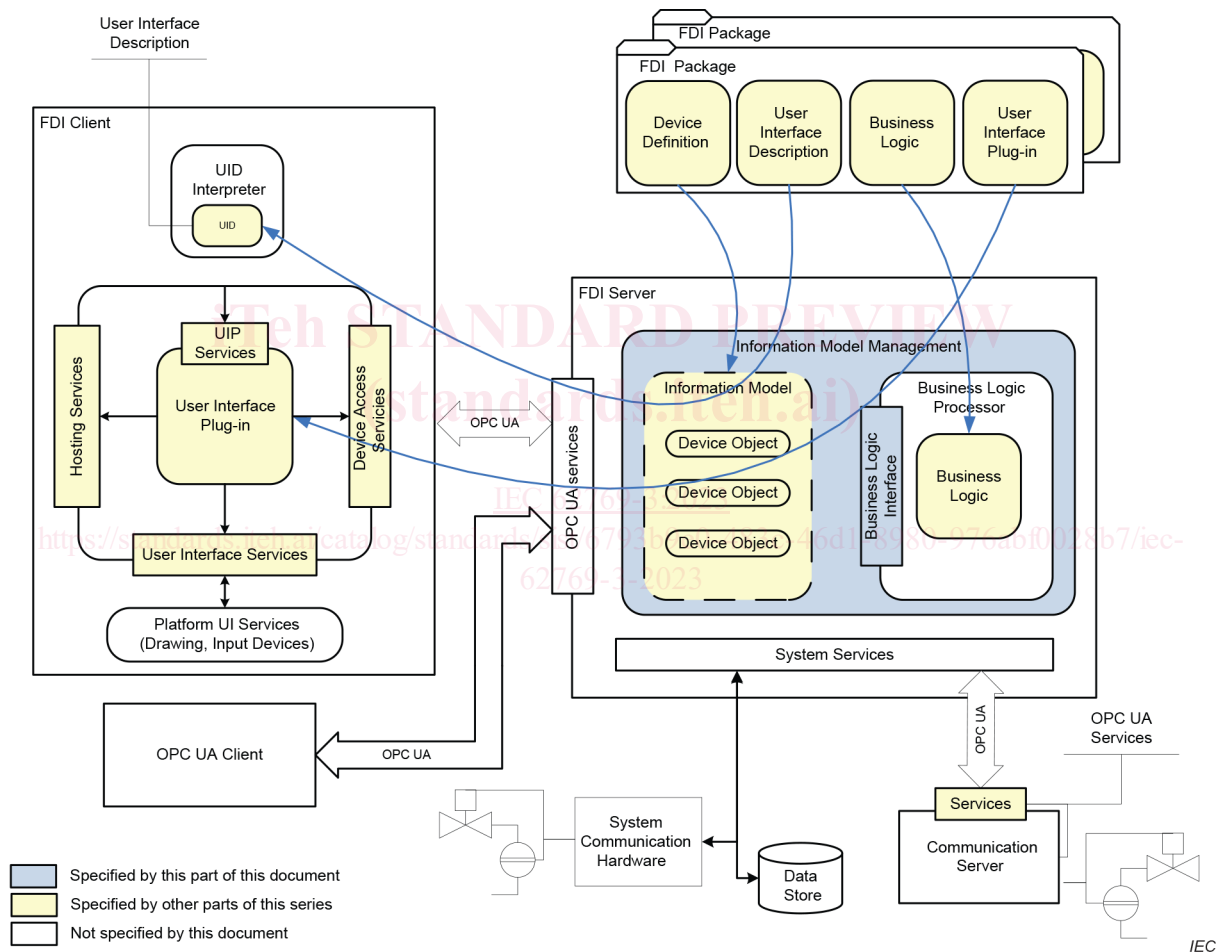 User Interface
Description
FDI Package
FDI Package
Device
Definition
User
Interface
Description
Business
Logic
User
Interface
Plug-in
FDI Client
UID
Interpreter
UID
UIP
Services
User Interface
Plug-in
Hosting Services
Device Access
Servicies
User Interface Services
Platform UI Services
(Drawing, Input Devices)
OPC UA
OPC UA services
FDI Server
Information Model Management
Information Model
Device Object
Device Object
Device Object
Business Logic
Processor
Business Logic
Interface
Business
Logic
System Services
iTeh STANDARD PREVIEW
(standards.iteh.ai)
IEC 62769-3:2023
62769-3-2023
OPC UA Client
OPC UA
OPC UA
OPC UA
Services
Services
Communication
Server
System
Communication
Hardware
Data
Store
Specified by this part of this document
Specified by other parts of this series
Not specified by this document
IEC